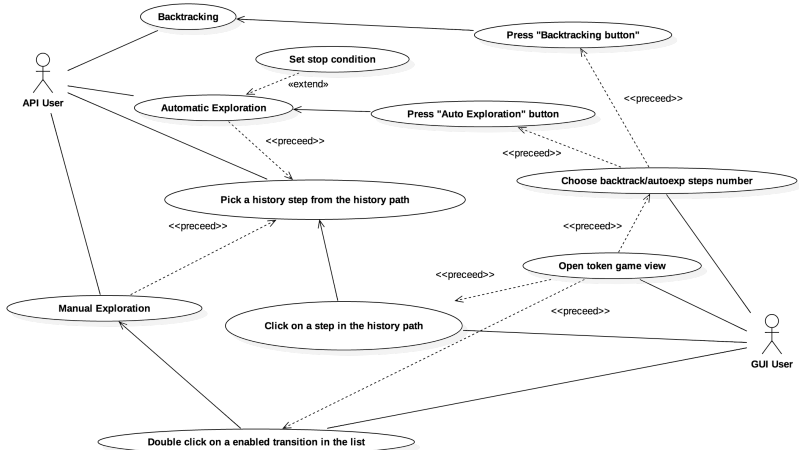 Backtracking
Press "Backtracking button"
Set stop condition
«extend»
API User
Automatic Exploration
Press "Auto Exploration" button
<<preceed>>
<<preceed>>
<<preceed>>
Choose backtrack/autoexp steps number
Pick a history step from the history path
<<preceed>>
<<preceed>>
Open token game view
<<preceed>>
Manual Exploration
<<preceed>>
Click on a step in the history path
GUI User
Double click on a enabled transition in the list